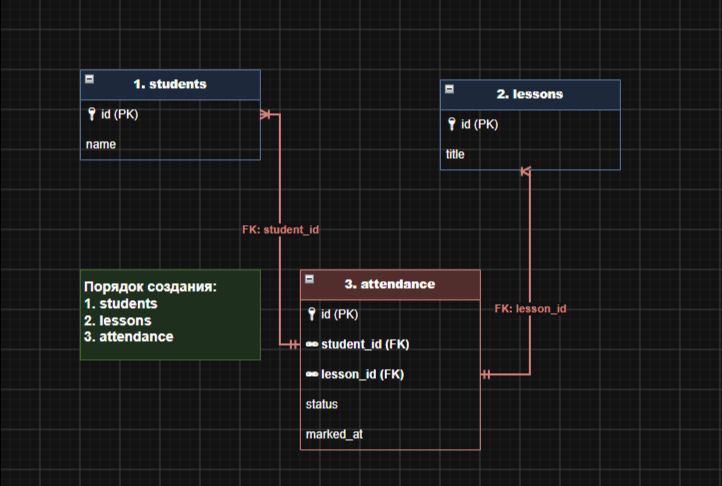 1. students
id (PK)
name
2. lessons
id (PK)
title
FK: student_id
Порядок создания:
1. students
2. lessons
3. attendance
3. attendance
id (PK)
student_id (FK)
lesson_id (FK)
status
marked_at
FK: lesson_id